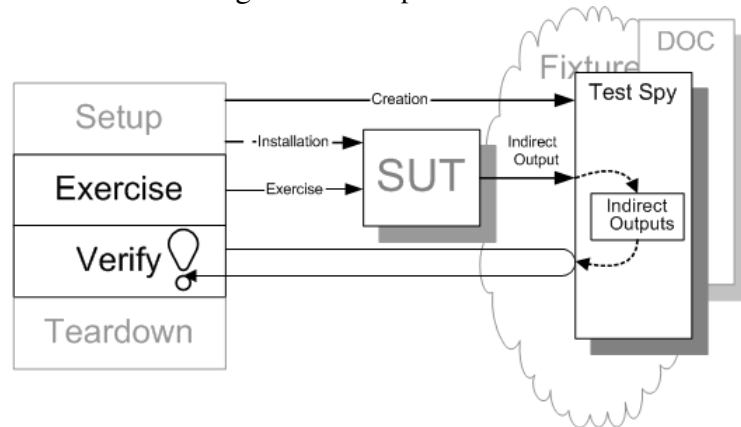 DOC
Fixture
Test Spy
Setup
Creation
Installation
Indirect
Output
SUT
Exercise
Exercise
Indirect
Outputs
Verify
Teardown